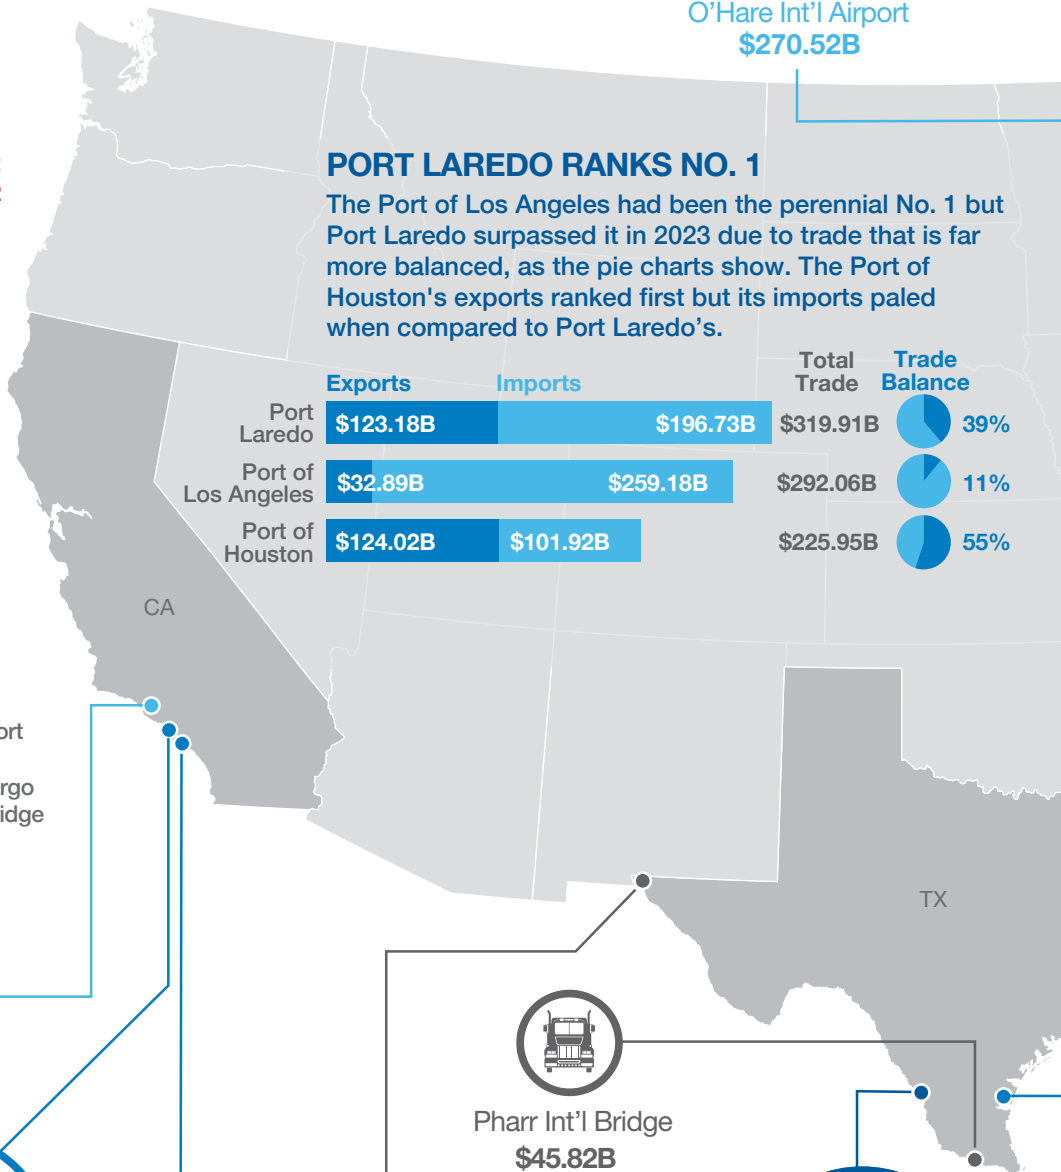 O'Hare Int'l Airport
$270.52B
PORT LAREDO RANKS NO. 1
The Port of Los Angeles had been the perennial No. 1 but
Port Laredo surpassed it in 2023 due to trade that is far
more balanced, as the pie charts show. The Port of
Houston's exports ranked first but its imports paled
when compared to Port Laredo's.
Exports Imports Total Trade Trade Balance
Port Laredo $123.18B $196.73B $319.91B 39%
Port of Los Angeles $32.89B $259.18B $292.06B 11%
Port of Houston $124.02B $101.92B $225.95B 55%
CA
TX
Pharr Int'l Bridge
$45.82B